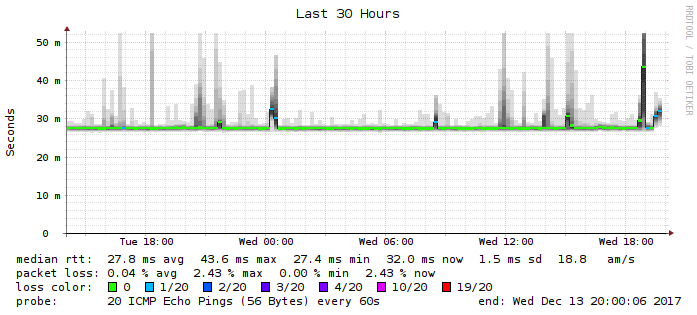 Last 30 Hours
RRDTOOL / TOBI OETIKER
Seconds
50 m
40 m
30 m
20 m
10 m
0
Tue 18:00 Wed 00:00 Wed 06:00 Wed 12:00 Wed 18:00
median rtt: 27.8 ms avg 43.6 ms max 27.4 ms min 32.0 ms now 1.5 ms sd 18.8 am/s
packet loss: 0.04 % avg 2.43 % max 0.00 % min 2.43 % now
loss color: 0 1/20 2/20 3/20 4/20 10/20 19/20
probe: 20 ICMP Echo Pings (56 Bytes) every 60s end: Wed Dec 13 20:00:06 2017